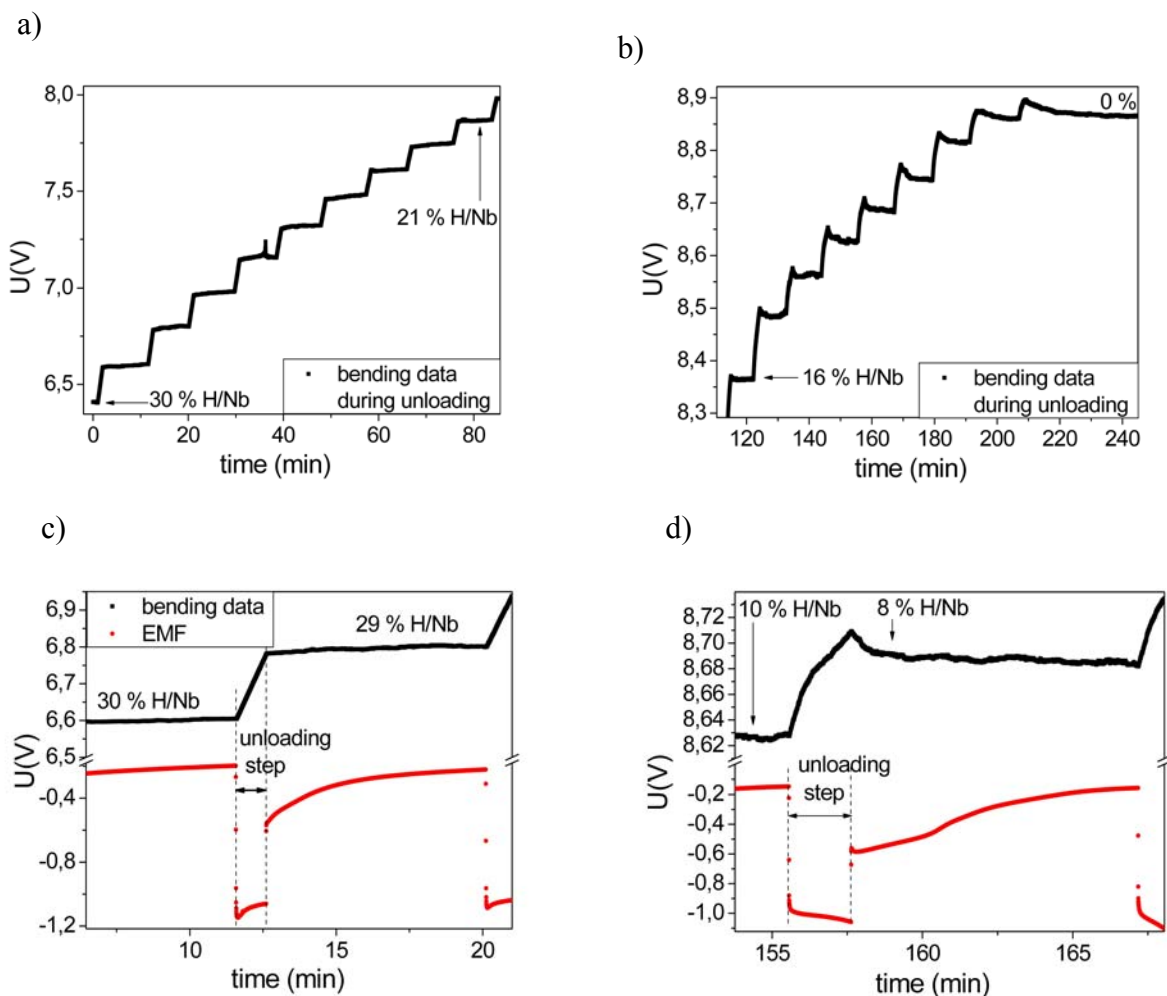 a)
b)
8,0
7,5
7,0
6,5
U(V)
21 % H/Nb
30 % H/Nb
bending data
during unloading
0 20 40 60 80
time (min)
8,9
8,8
8,7
8,6
8,5
8,4
8,3
U(V)
0 %
16 % H/Nb
bending data
during unloading
120 140 160 180 200 220 240
time (min)
c)
d)
6,9
6,8
6,7
6,6
6,5
-0,4
-0,8
-1,2
U(V)
bending data
EMF
29 % H/Nb
30 % H/Nb
unloading
step
10 15 20
time (min)
8,72
8,70
8,68
8,66
8,64
8,62
-0,2
-0,4
-0,6
-0,8
-1,0
U(V)
10 % H/Nb
8 % H/Nb
unloading
step
155 160 165
time (min)